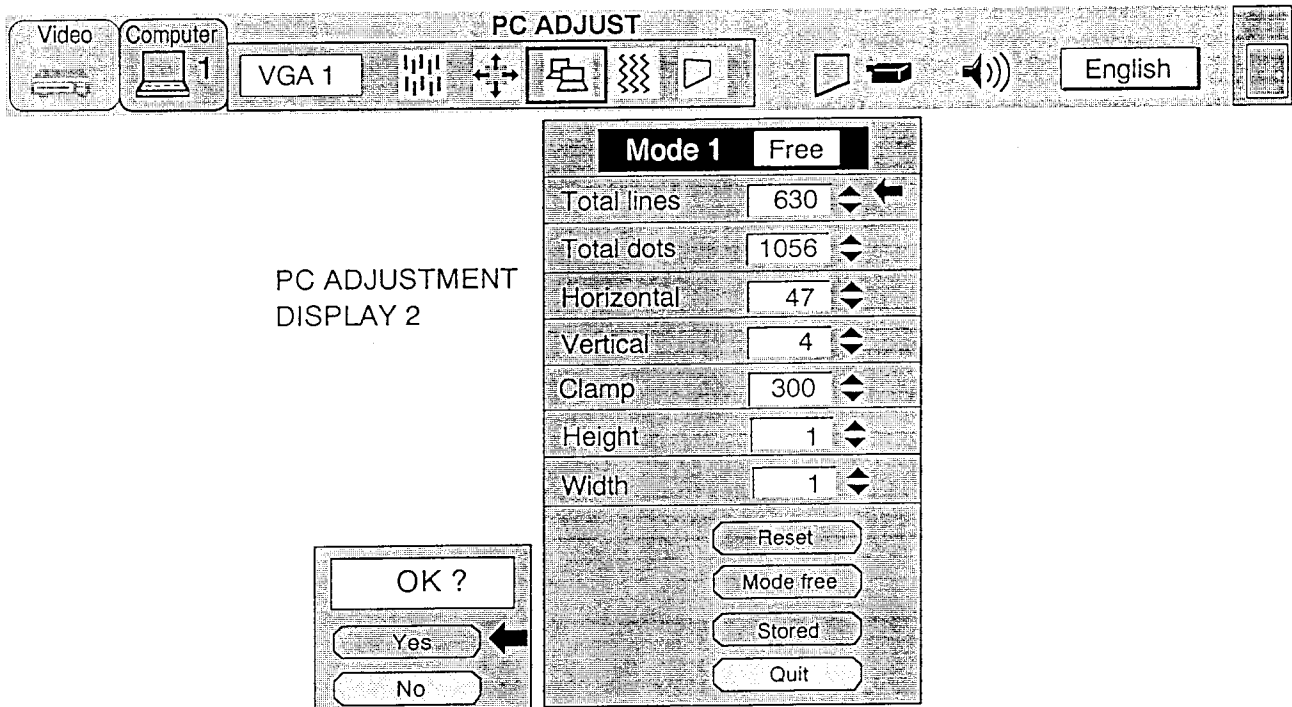 PC ADJUST
Video
Computer
1
VGA 1
English
Mode 1 Free
Total lines 630
Total dots 1056
Horizontal 47
Vertical 4
Clamp 300
Height 1
Width 1
Reset
Mode free
Stored
Quit
PC ADJUSTMENT
DISPLAY 2
OK ?
Yes
No